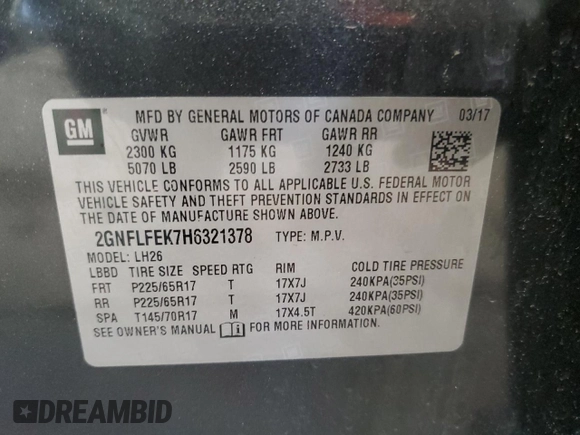 GM
MFD BY GENERAL MOTORS OF CANADA COMPANY 03/17
GVWR GAWR FRT GAWR RR
2300 KG 1175 KG 1240 KG
5070 LB 2590 LB 2733 LB
THIS VEHICLE CONFORMS TO ALL APPLICABLE U.S. FEDERAL MOTOR
VEHICLE SAFETY AND THEFT PREVENTION STANDARDS IN EFFECT ON
THE DATE OF MANUFACTURE SHOWN ABOVE.
2GNFLFEK7H6321378 TYPE: M.P.V.
MODEL: LH26
LBBD TIRE SIZE SPEED RTG RIM COLD TIRE PRESSURE
FRT P225/65R17 T 17X7J 240KPA(35PSI)
RR P225/65R17 T 17X7J 240KPA(35PSI)
SPA T145/70R17 M 17X4.5T 420KPA(60PSI)
SEE OWNER'S MANUAL FOR MORE INFORMATION.
DREAMBID